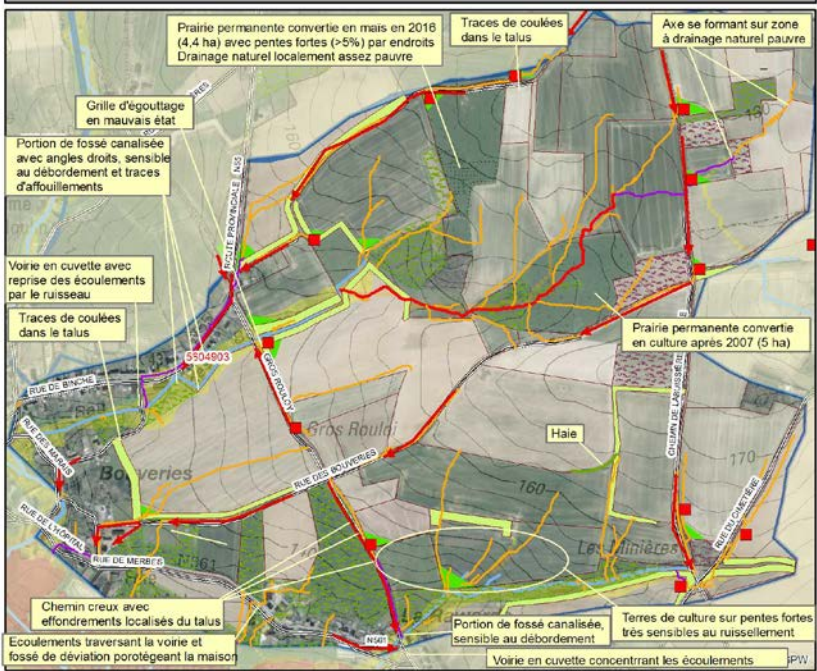 Prairie permanente convertie en mais en 2016
(4,4 ha) avec pentes fortes (>5%) par endroits
Drainage naturel localement assez pauvre
Traces de coulées
dans le talus
Axe se formant sur zone
à drainage naturel pauvre
Grille d'égouttage
en mauvais état
Portion de fossé canalisée
avec angles droits, sensible
au débordement et traces
d'affouillements
160
130
ROUTE PROVINCIALE N55
Voirie en cuvette avec
reprise des écoulements
par le ruisseau
Traces de coulées
dans le talus
Prairie permanente convertie
en culture après 2007 (5 ha)
5504903
RUE DE BINCHE
GROS ROULOY
Gros Rouloi
RUE DES MARAIS
Bouveries
RUE DES BOUVERIES
Haie
CHEMIN DE LABUISSIÈRE
170
160
RUE DU CIMETIÈRE
RUE DE L'HÔPITAL
RUE DE MERBES
N561
Les Minières
Chemin creux avec
effondrements localisés du talus
Portion de fossé canalisée,
sensible au débordement
Terres de culture sur pentes fortes
très sensibles au ruissellement
Ecoulements traversant la voirie et
fossé de déviation porotégeant la maison
N561
Voirie en cuvette concentrrant les écoulements
SPW